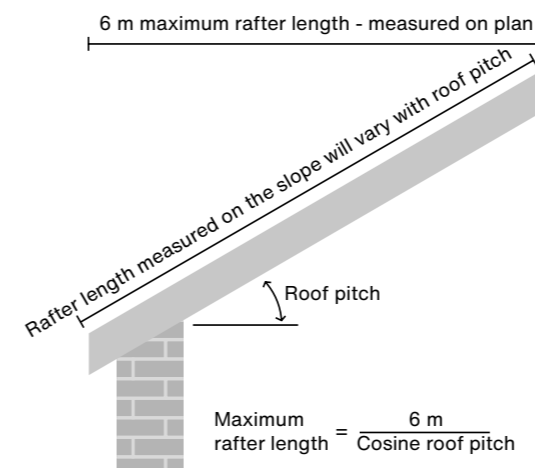 6 m maximum rafter length - measured on plan
Rafter length measured on the slope will vary with roof pitch
Roof pitch
Maximum
rafter length = 6 m
Cosine roof pitch